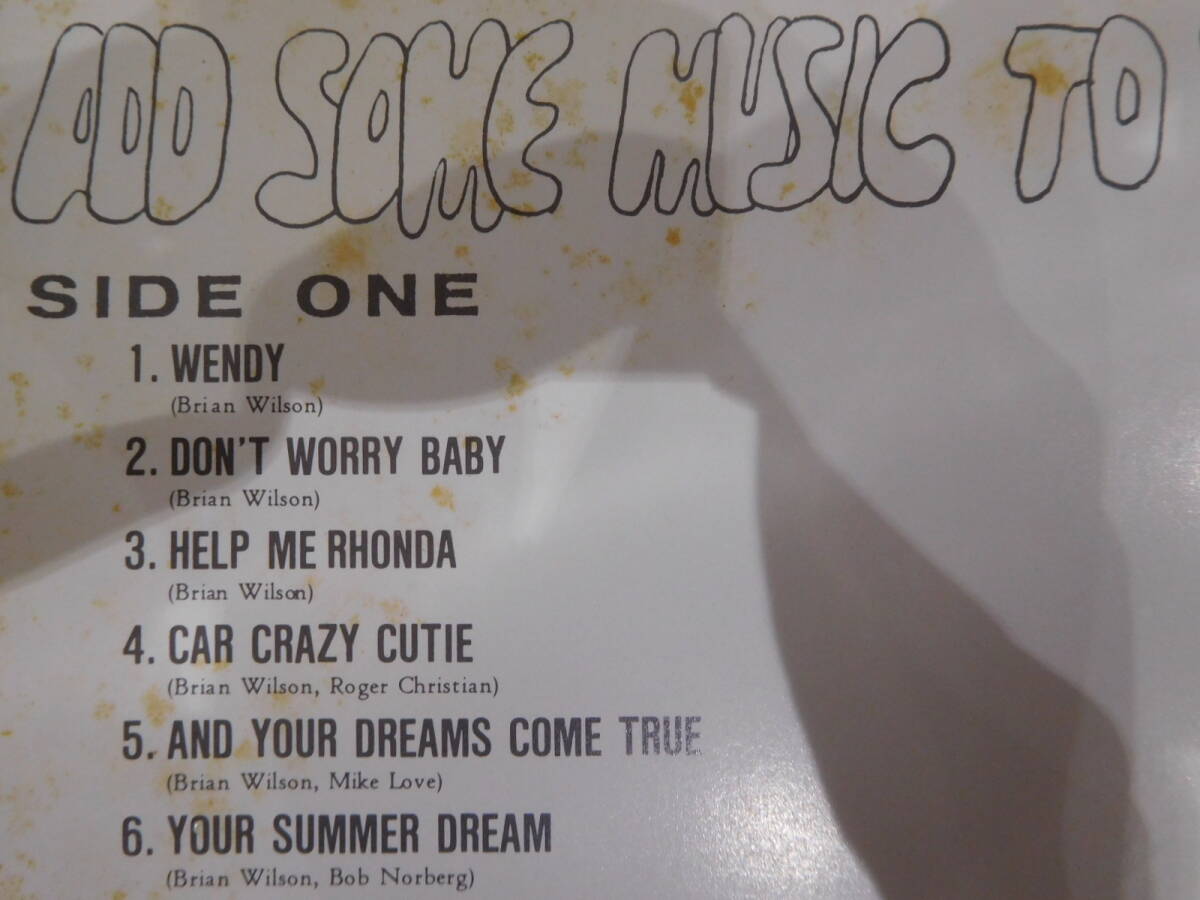 ADD SOME MUSIC TO
SIDE ONE
1. WENDY
(Brian Wilson)
2. DON'T WORRY BABY
(Brian Wilson)
3. HELP ME RHONDA
(Brian Wilson)
4. CAR CRAZY CUTIE
(Brian Wilson, Roger Christian)
5. AND YOUR DREAMS COME TRUE
(Brian Wilson, Mike Love)
6. YOUR SUMMER DREAM
(Brian Wilson, Bob Norberg)